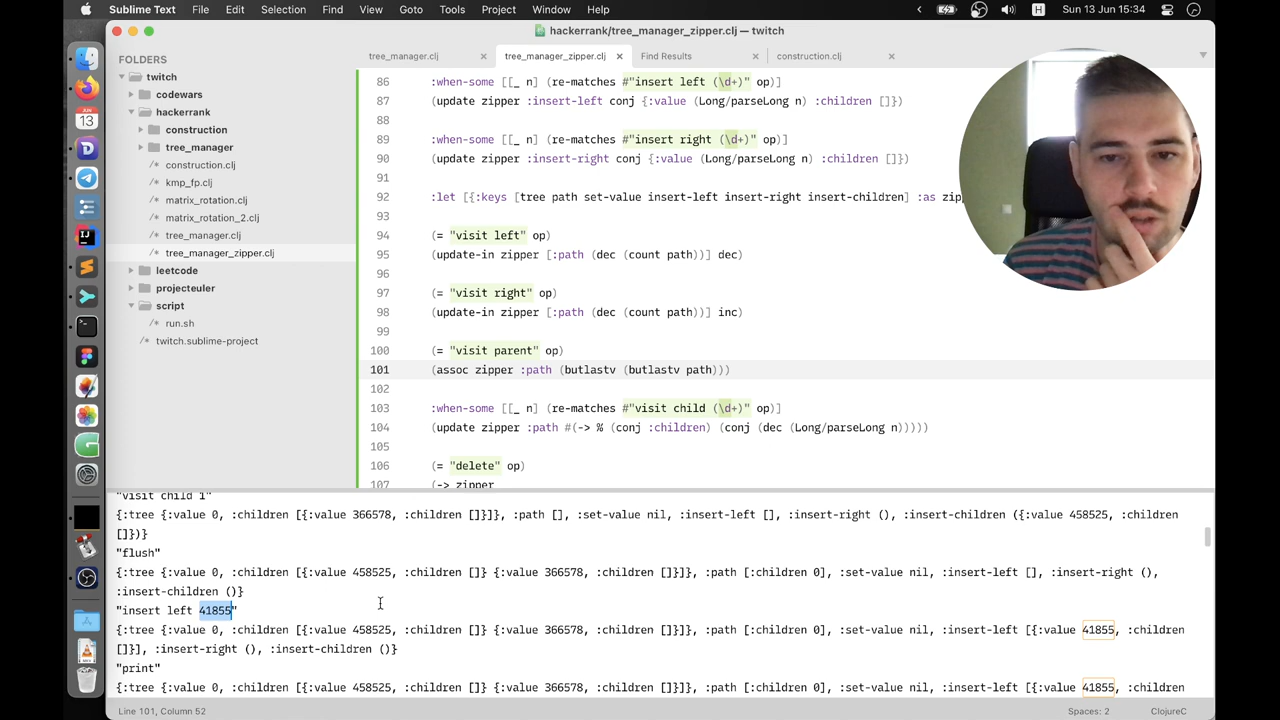 Sublime Text File Edit Selection Find View Goto Tools Project Window Help
H
Sun 13 Jun 15:34
hackerrank/tree_manager_zipper.clj — twitch
JUN
13
FOLDERS
twitch
codewars
hackerrank
construction
tree_manager
/* construction.clj
/* kmp_fp.clj
/* matrix_rotation.clj
/* matrix_rotation_2.clj
/* tree_manager.clj
/* tree_manager_zipper.clj
leetcode
projecteuler
script
/* run.sh
/* twitch.sublime-project
tree_manager.clj × tree_manager_zipper.clj × Find Results × construction.clj ×
86 :when-some [[_ n] (re-matches #"insert left (\d+)" op)]
87 (update zipper :insert-left conj {:value (Long/parseLong n) :children []})
88
89 :when-some [[_ n] (re-matches #"insert right (\d+)" op)]
90 (update zipper :insert-right conj {:value (Long/parseLong n) :children []})
91
92 :let [{:keys [tree path set-value insert-left insert-right insert-children] :as zip
93
94 (= "visit left" op)
95 (update-in zipper [:path (dec (count path))] dec)
96
97 (= "visit right" op)
98 (update-in zipper [:path (dec (count path))] inc)
99
100 (= "visit parent" op)
101 (assoc zipper :path (butlastv (butlastv path)))
102
103 :when-some [[_ n] (re-matches #"visit child (\d+)" op)]
104 (update zipper :path #(-> % (conj :children) (conj (dec (Long/parseLong n)))))
105
106 (= "delete" op)
107 (-> zipper
"visit child 1"
{:tree {:value 0, :children [{:value 366578, :children []}]}, :path [], :set-value nil, :insert-left [], :insert-right (), :insert-children ({:value 458525, :children
[]})}
"flush"
{:tree {:value 0, :children [{:value 458525, :children []} {:value 366578, :children []}]}, :path [:children 0], :set-value nil, :insert-left [], :insert-right (),
:insert-children ()}
"insert left 41855"
{:tree {:value 0, :children [{:value 458525, :children []} {:value 366578, :children []}]}, :path [:children 0], :set-value nil, :insert-left [{:value 41855, :children
[]}], :insert-right (), :insert-children ()}
"print"
{:tree {:value 0, :children [{:value 458525, :children []} {:value 366578, :children []}]}, :path [:children 0], :set-value nil, :insert-left [{:value 41855, :children
Line 101, Column 52
Spaces: 2
ClojureC